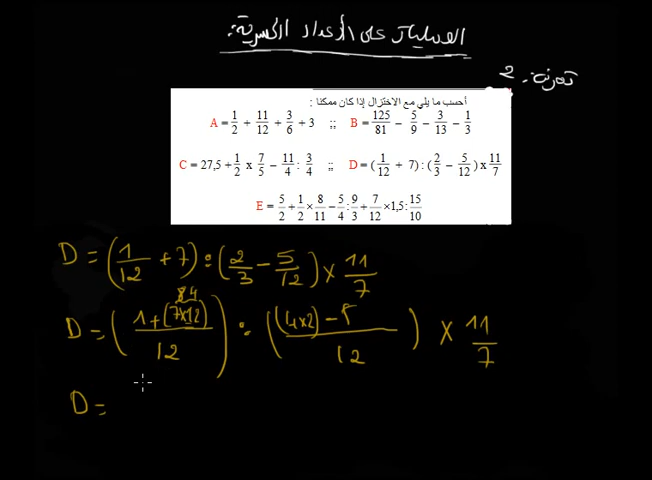 العمليات على الأعداد الكسرية:
تمرين 2:
أحسب ما يلي مع الاختزال إذا كان ممكنا :
A = 1/2 + 11/12 + 3/6 + 3 ;; B = 125/81 − 5/9 − 3/13 − 1/3
C = 27,5 + 1/2 x 7/5 − 11/4 : 3/4 ;; D = (1/12 + 7) : (2/3 − 5/12) x 11/7
E = 5/2 + 1/2 × 8/11 − 5/4 : 9/3 + 7/12 × 1,5 : 15/10
D = (1/12 + 7) : (2/3 − 5/12) × 11/7
84
D = (1 + (7×12)/12) : ((4×2) − 5/12) × 11/7
D =